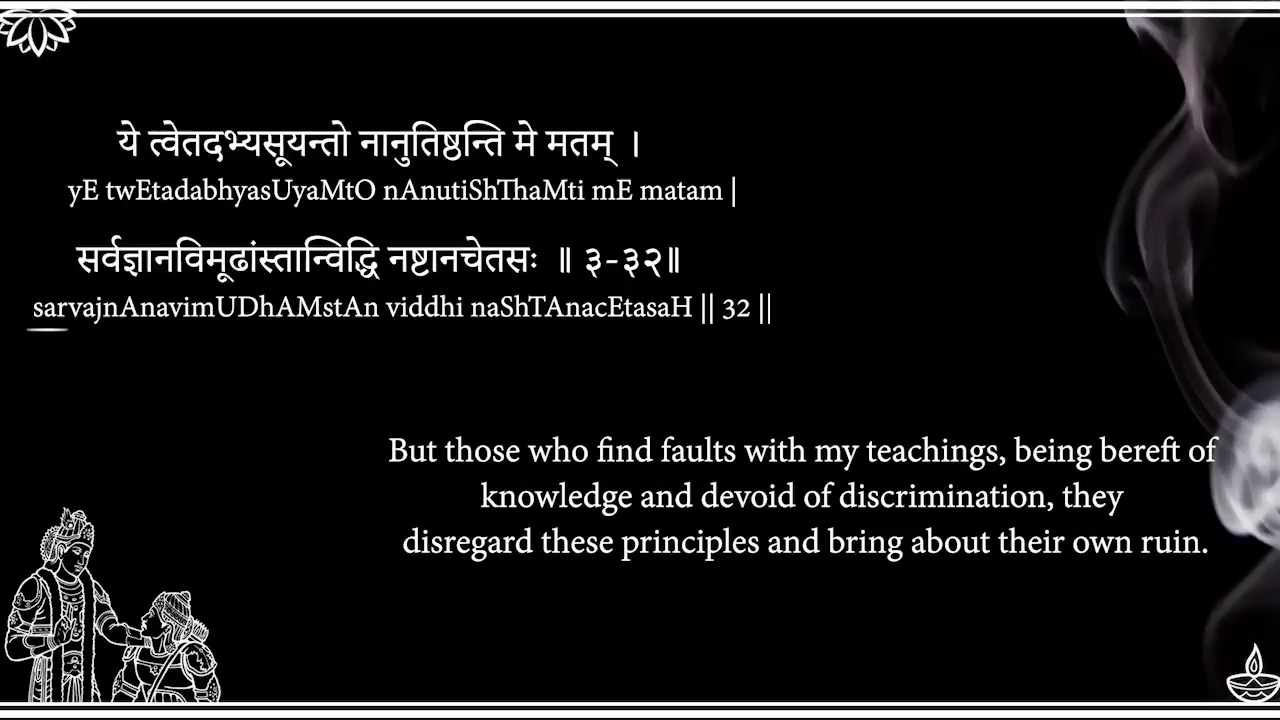 ये त्वेतदभ्यसूयन्तो नानुतिष्ठन्ति मे मतम् ।
yE twEtadabhyasUyaMtO nAnutiShThaMti mE matam |
सर्वज्ञानविमूढांस्तान्विद्धि नष्टानचेतसः ॥ ३-३२॥
sarvajnAnavimUDhAMstAn viddhi naShTAnacEtasaH || 32 ||
But those who find faults with my teachings, being bereft of
knowledge and devoid of discrimination, they
disregard these principles and bring about their own ruin.